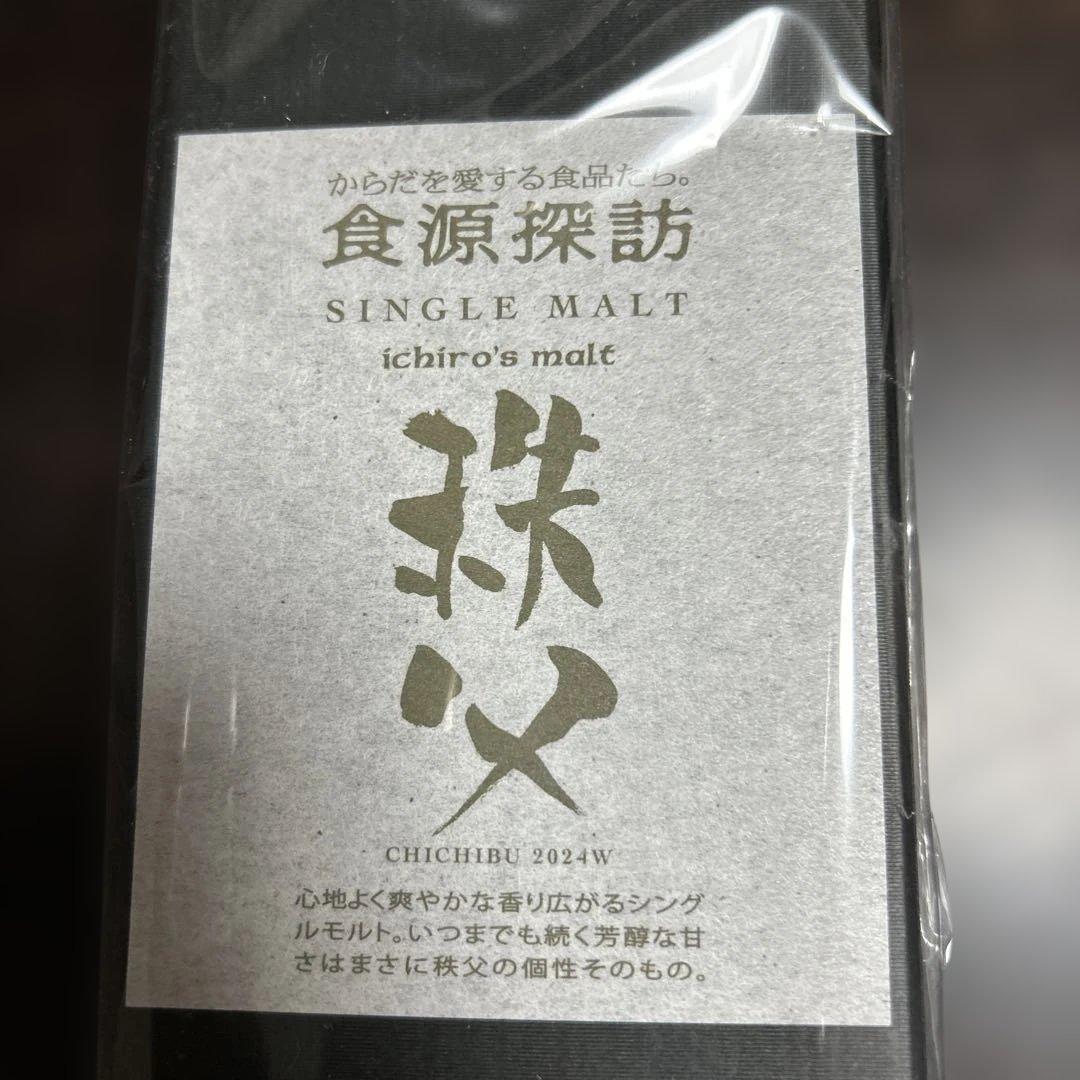 からだを愛する食品たち。
食源探訪
SINGLE MALT
ichiro's malt
秩父
CHICHIBU 2024W
心地よく爽やかな香り広がるシング
ルモルト。いつまでも続く芳醇な甘
さはまさに秩父の個性そのもの。